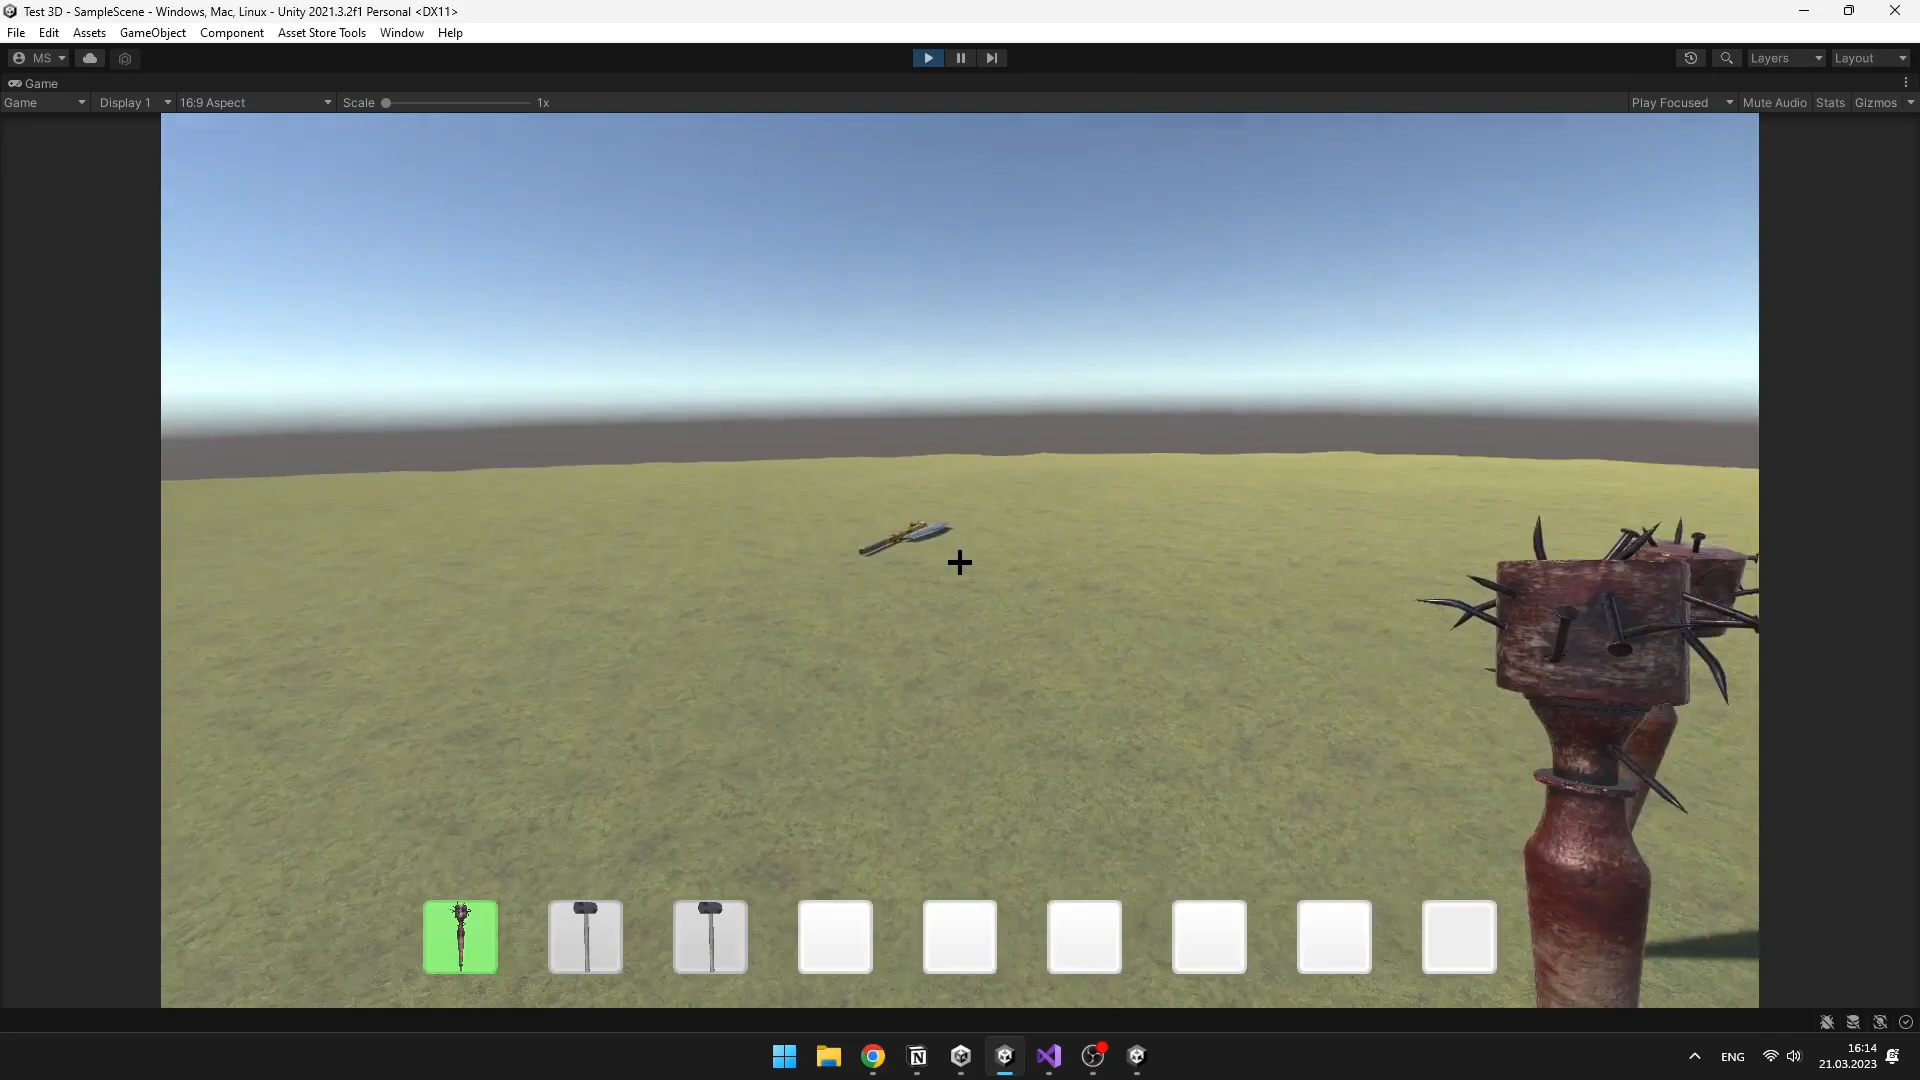 Test 3D - SampleScene - Windows, Mac, Linux - Unity 2021.3.2f1 Personal <DX11>
File Edit Assets GameObject Component Asset Store Tools Window Help
MS Layers Layout
Game
Game Display 1 16:9 Aspect Scale 1x Play Focused Mute Audio Stats Gizmos
ENG 16:14
21.03.2023